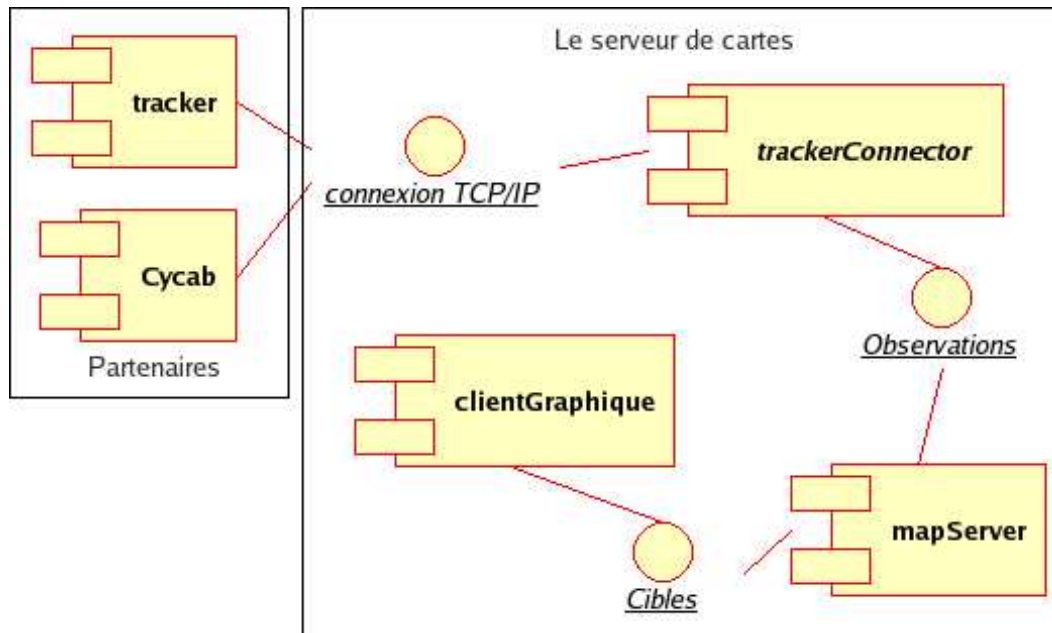 Le serveur de cartes
tracker
connexion TCP/IP
trackerConnector
Cycab
Partenaires
Observations
clientGraphique
mapServer
Cibles